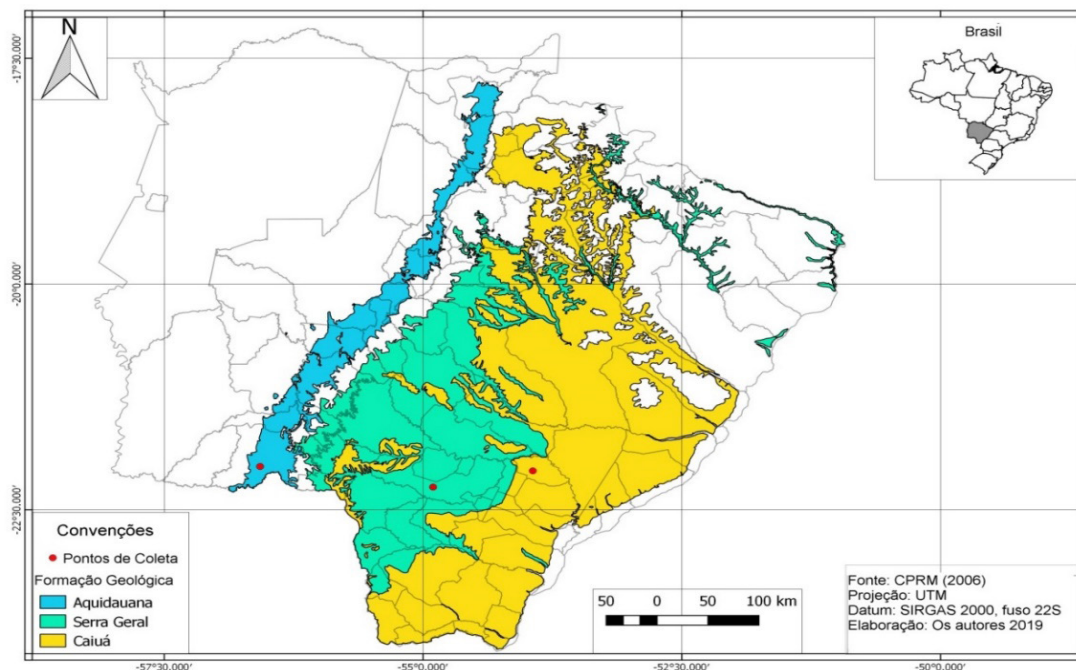 N
Brasil
-17°30.000'
-20°0.000'
-22°30.000'
Convenções
Pontos de Coleta
Formação Geológica
Aquidauana
Serra Geral
Caiuá
50 0 50 100 km
Fonte: CPRM (2006)
Projeção: UTM
Datum: SIRGAS 2000, fuso 22S
Elaboração: Os autores 2019
-57°30.000' -55°0.000' -52°30.000' -50°0.000'